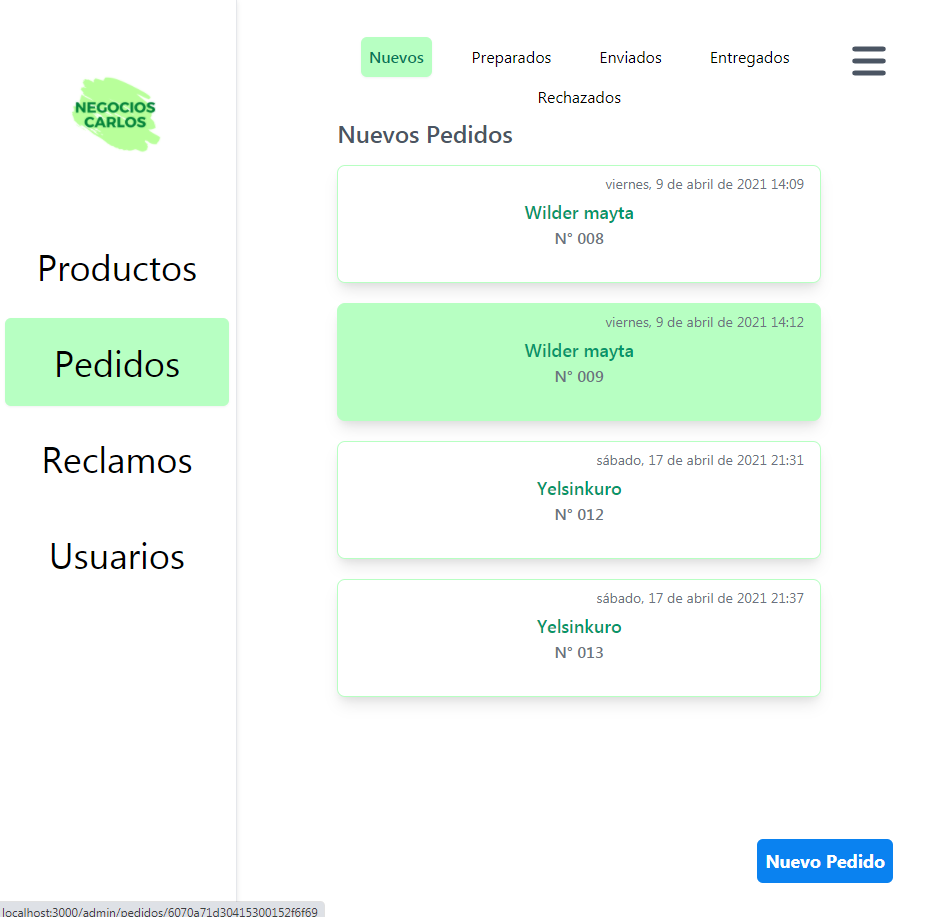 NEGOCIOS
CARLOS
Productos
Pedidos
Reclamos
Usuarios
Nuevos Preparados Enviados Entregados
Rechazados
Nuevos Pedidos
viernes, 9 de abril de 2021 14:09
Wilder mayta
N° 008
viernes, 9 de abril de 2021 14:12
Wilder mayta
N° 009
sábado, 17 de abril de 2021 21:31
Yelsinkuro
N° 012
sábado, 17 de abril de 2021 21:37
Yelsinkuro
N° 013
Nuevo Pedido
localhost:3000/admin/pedidos/6070a71d30415300152f6f69